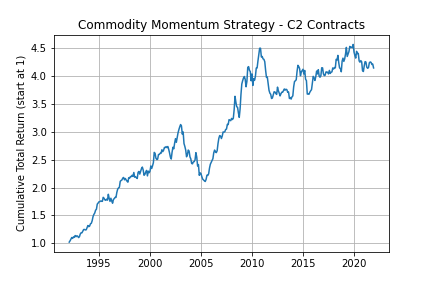 Commodity Momentum Strategy - C2 Contracts
Cumulative Total Return (start at 1)
4.5
4.0
3.5
3.0
2.5
2.0
1.5
1.0
1995 2000 2005 2010 2015 2020